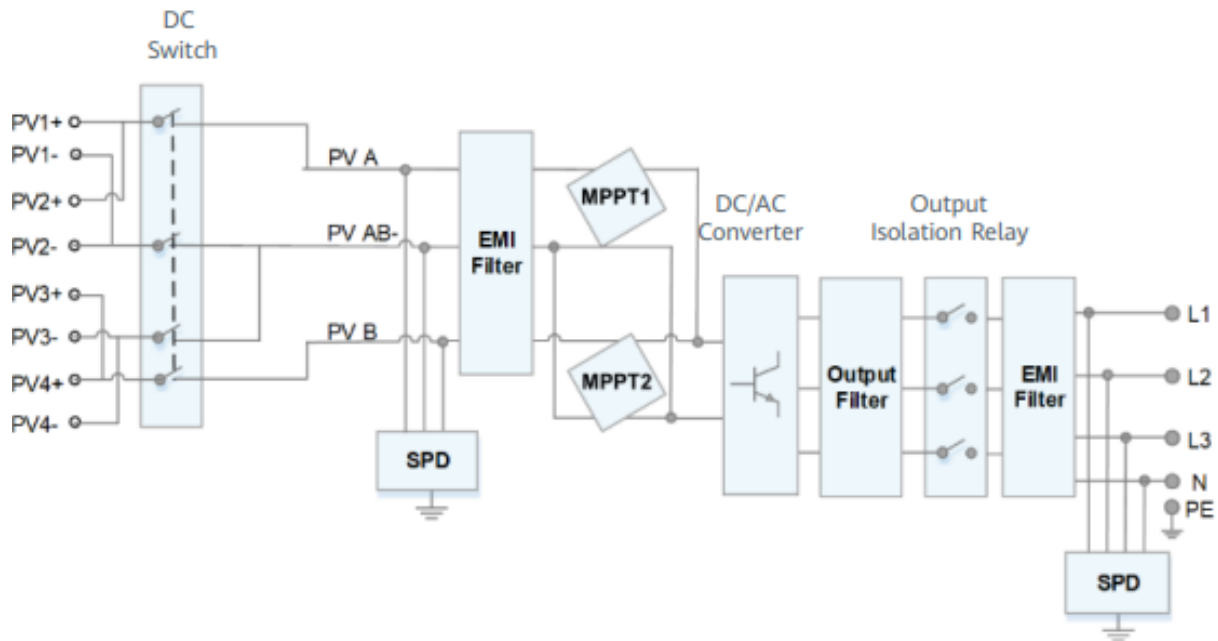 DC
Switch
PV1+
PV1-
PV2+
PV2-
PV3+
PV3-
PV4+
PV4-
PV A
PV AB-
PV B
SPD
EMI
Filter
MPPT1
MPPT2
DC/AC
Converter
Output
Filter
Output
Isolation Relay
EMI
Filter
L1
L2
L3
N
PE
SPD